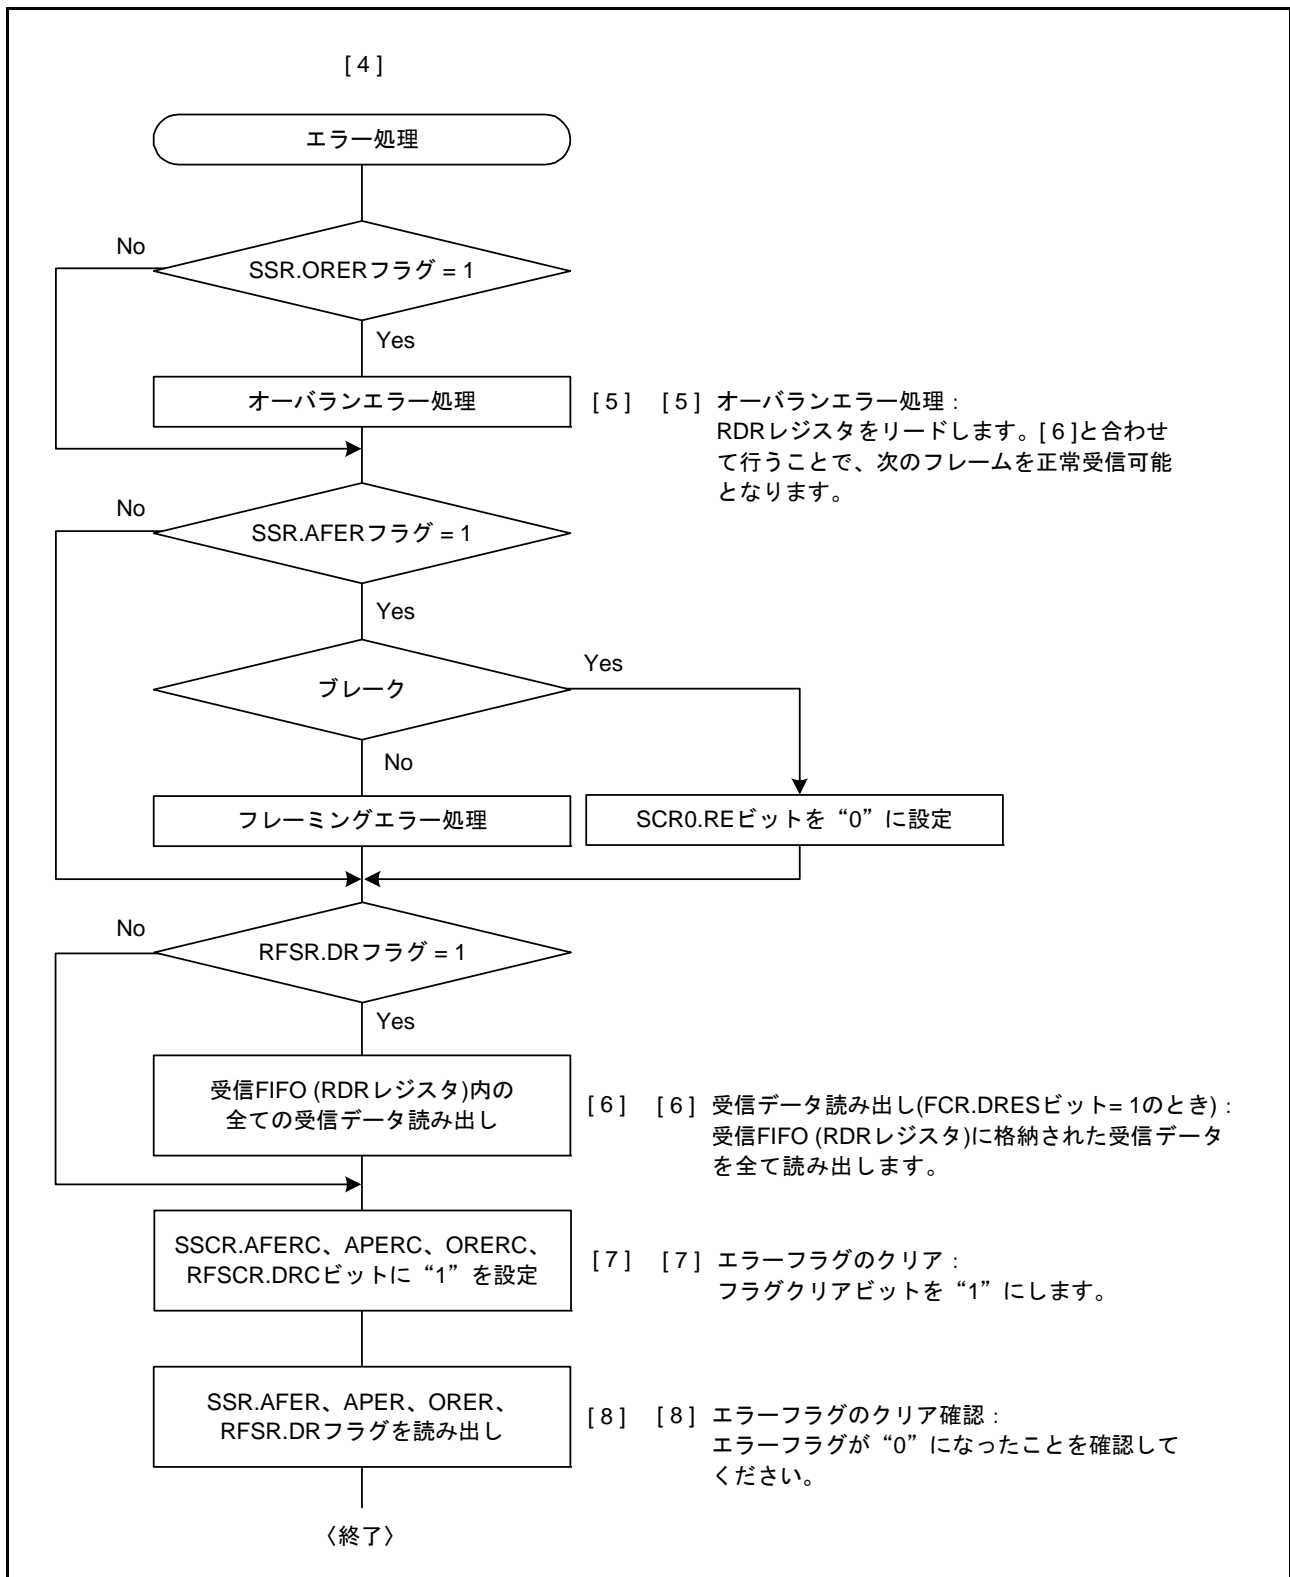 [ 4 ]
エラー処理
No
SSR.ORERフラグ = 1
Yes
オーバランエラー処理
[ 5 ]
[ 5 ] オーバランエラー処理：
RDRレジスタをリードします。[ 6 ]と合わせ
て行うことで、次のフレームを正常受信可能
となります。
No
SSR.AFERフラグ = 1
Yes
ブレーク
Yes
No
フレーミングエラー処理
SCR0.REビットを“0”に設定
No
RFSR.DRフラグ = 1
Yes
受信FIFO (RDRレジスタ)内の
全ての受信データ読み出し
[ 6 ]
[ 6 ] 受信データ読み出し(FCR.DRESビット= 1のとき)：
受信FIFO (RDRレジスタ)に格納された受信データ
を全て読み出します。
SSCR.AFERC、APERC、ORERC、
RFSCR.DRCビットに“1”を設定
[ 7 ]
[ 7 ] エラーフラグのクリア：
フラグクリアビットを“1”にします。
SSR.AFER、APER、ORER、
RFSR.DRフラグを読み出し
[ 8 ]
[ 8 ] エラーフラグのクリア確認：
エラーフラグが“0”になったことを確認して
ください。
〈終了〉